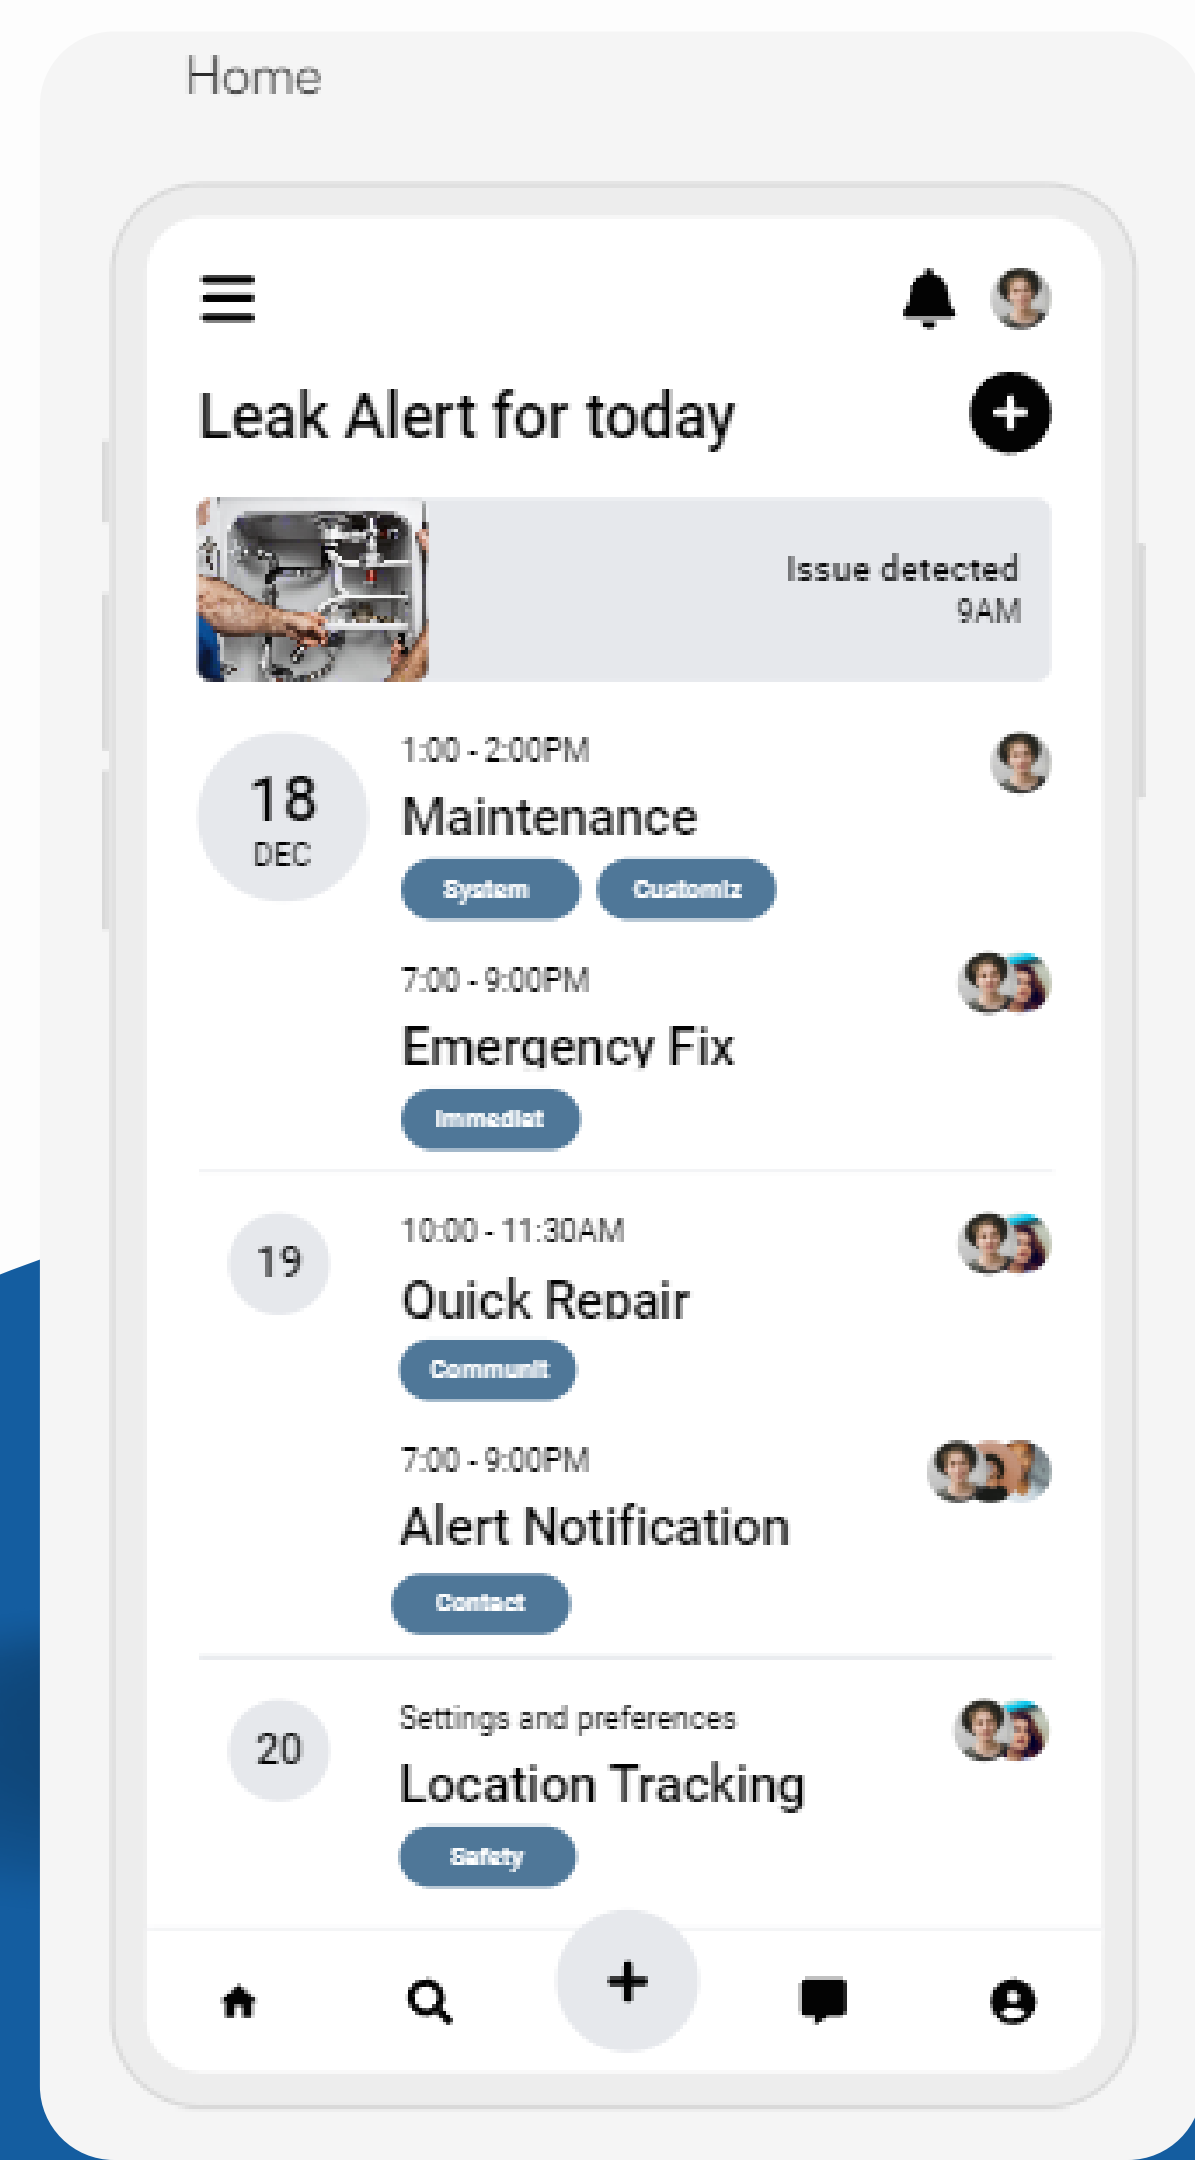 Home
Leak Alert for today
Issue detected
9AM
18
DEC
1:00 - 2:00PM
Maintenance
System
Customiz
7:00 - 9:00PM
Emergency Fix
Immediat
19
10:00 - 11:30AM
Quick Repair
Communit
7:00 - 9:00PM
Alert Notification
Contact
20
Settings and preferences
Location Tracking
Safety